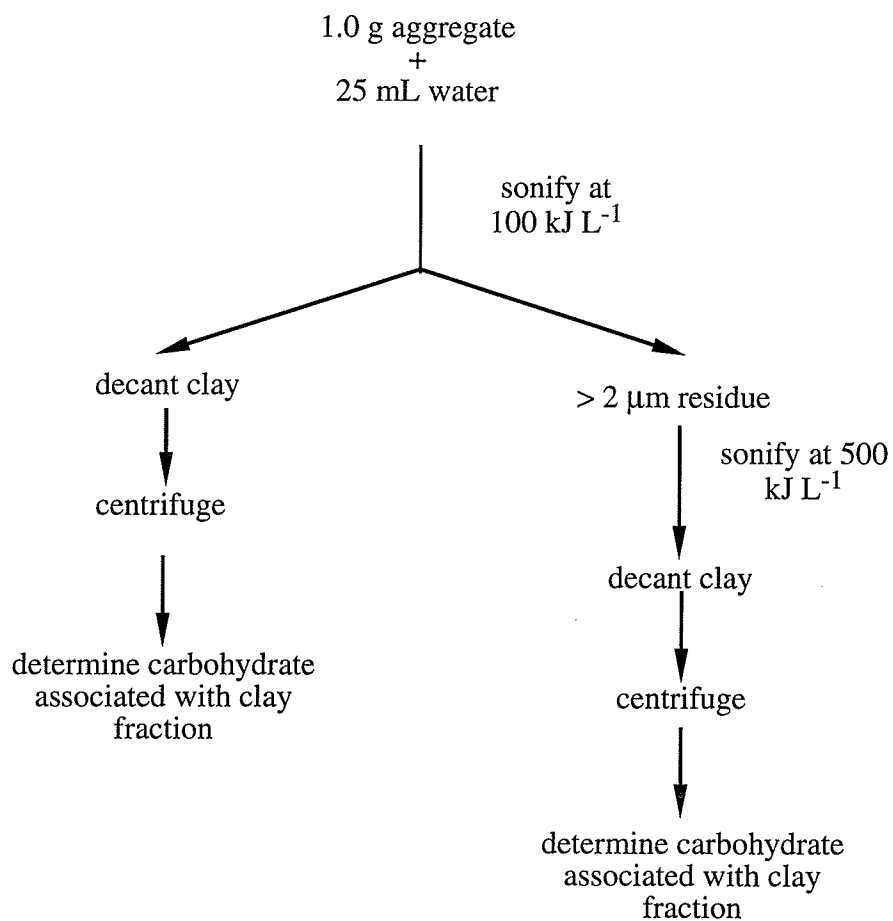 1.0 g aggregate
+
25 mL water
sonify at
100 kJ L⁻¹
decant clay
centrifuge
determine carbohydrate
associated with clay
fraction
> 2 μm residue
sonify at 500
kJ L⁻¹
decant clay
centrifuge
determine carbohydrate
associated with clay
fraction